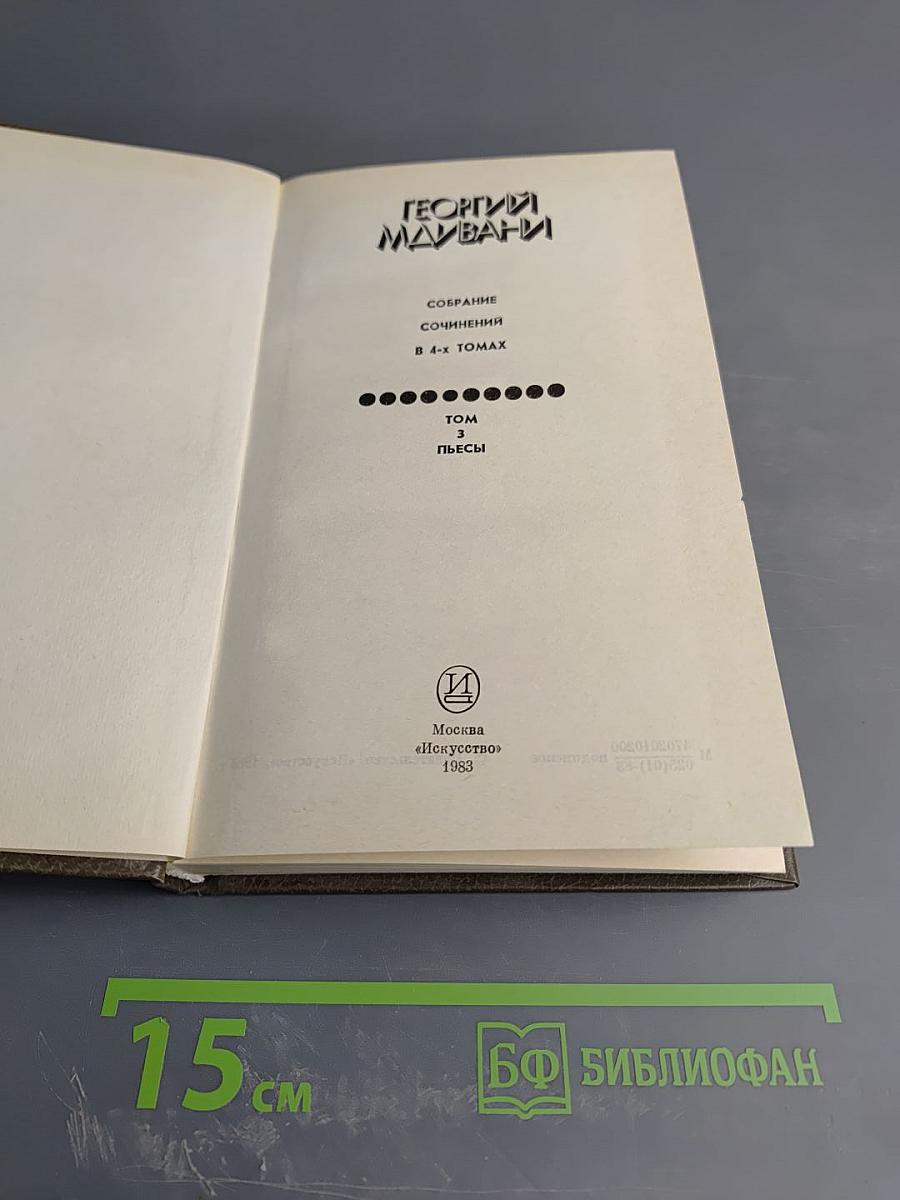 ГЕОРГИЙ
МДИВАНИ
СОБРАНИЕ
СОЧИНЕНИЙ
В 4-х ТОМАХ
ТОМ
3
ПЬЕСЫ
И
Москва
«Искусство»
1983
15 см
БФ БИБЛИОФАН